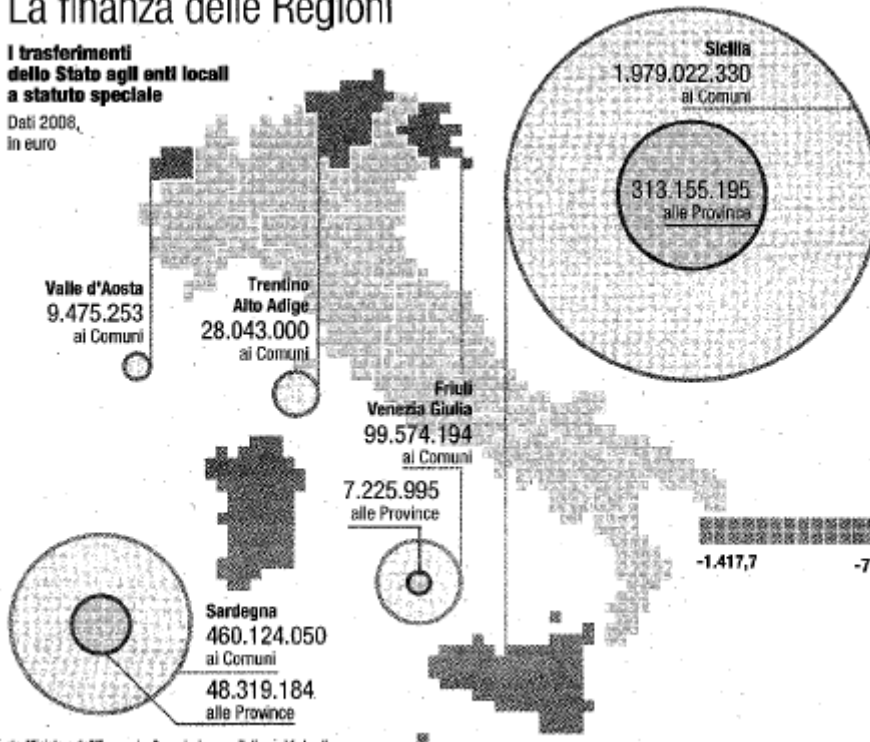 La finanza delle Regioni
I trasferimenti
dello Stato agli enti locali
a statuto speciale
Dati 2008,
in euro
Sicilia
1.979.022.330
ai Comuni
313.155.195
alle Province
Valle d'Aosta
9.475.253
ai Comuni
Trentino
Alto Adige
28.043.000
ai Comuni
Friuli
Venezia Giulia
99.574.194
ai Comuni
7.225.995
alle Province
-1.417,7
-7
Sardegna
460.124.050
ai Comuni
48.319.184
alle Province